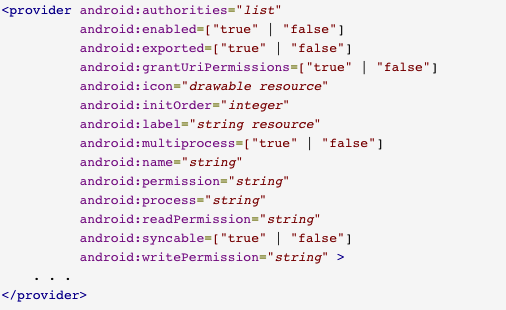 <provider android:authorities="list"
android:enabled=["true" | "false"]
android:exported=["true" | "false"]
android:grantUriPermissions=["true" | "false"]
android:icon="drawable resource"
android:initOrder="integer"
android:label="string resource"
android:multiprocess=["true" | "false"]
android:name="string"
android:permission="string"
android:process="string"
android:readPermission="string"
android:syncable=["true" | "false"]
android:writePermission="string" >
. . .
</provider>